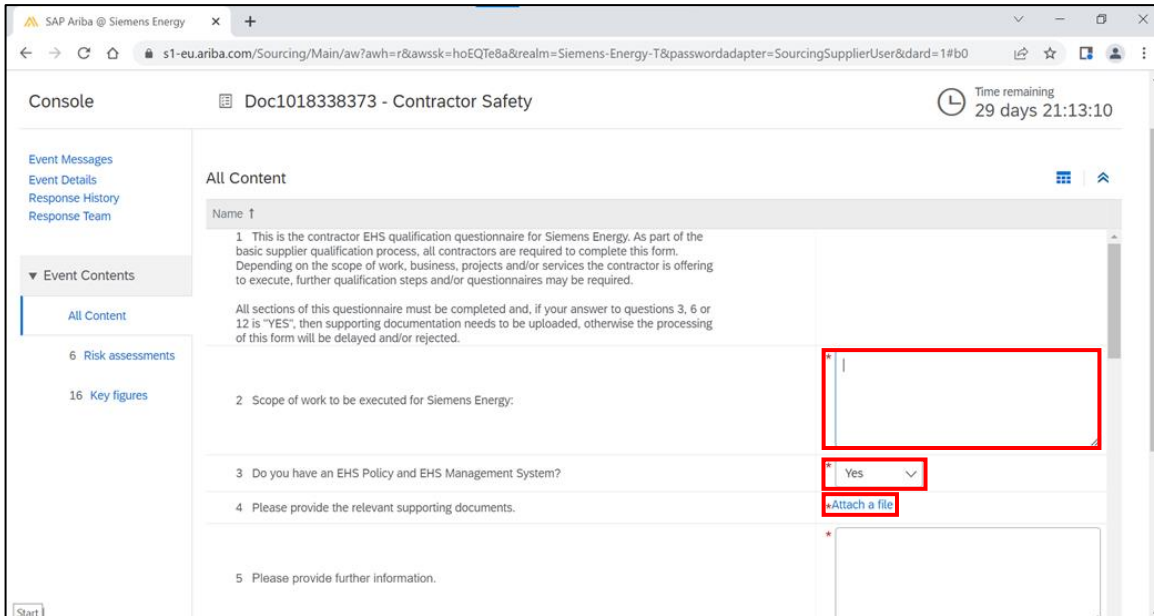 SAP Ariba @ Siemens Energy
s1-eu.ariba.com/Sourcing/Main/aw?awh=r&awssk=hoEQTe8a&realm=Siemens-Energy-T&passwordadapter=SourcingSupplierUser&dard=1#b0
Console
Doc1018338373 - Contractor Safety
Time remaining
29 days 21:13:10
Event Messages
Event Details
Response History
Response Team
▼ Event Contents
All Content
6 Risk assessments
16 Key figures
All Content
Name ↑
1 This is the contractor EHS qualification questionnaire for Siemens Energy. As part of the
basic supplier qualification process, all contractors are required to complete this form.
Depending on the scope of work, business, projects and/or services the contractor is offering
to execute, further qualification steps and/or questionnaires may be required.
All sections of this questionnaire must be completed and, if your answer to questions 3, 6 or
12 is "YES", then supporting documentation needs to be uploaded, otherwise the processing
of this form will be delayed and/or rejected.
2 Scope of work to be executed for Siemens Energy:
*
3 Do you have an EHS Policy and EHS Management System?
* Yes
4 Please provide the relevant supporting documents.
*Attach a file
5 Please provide further information.
*
Start